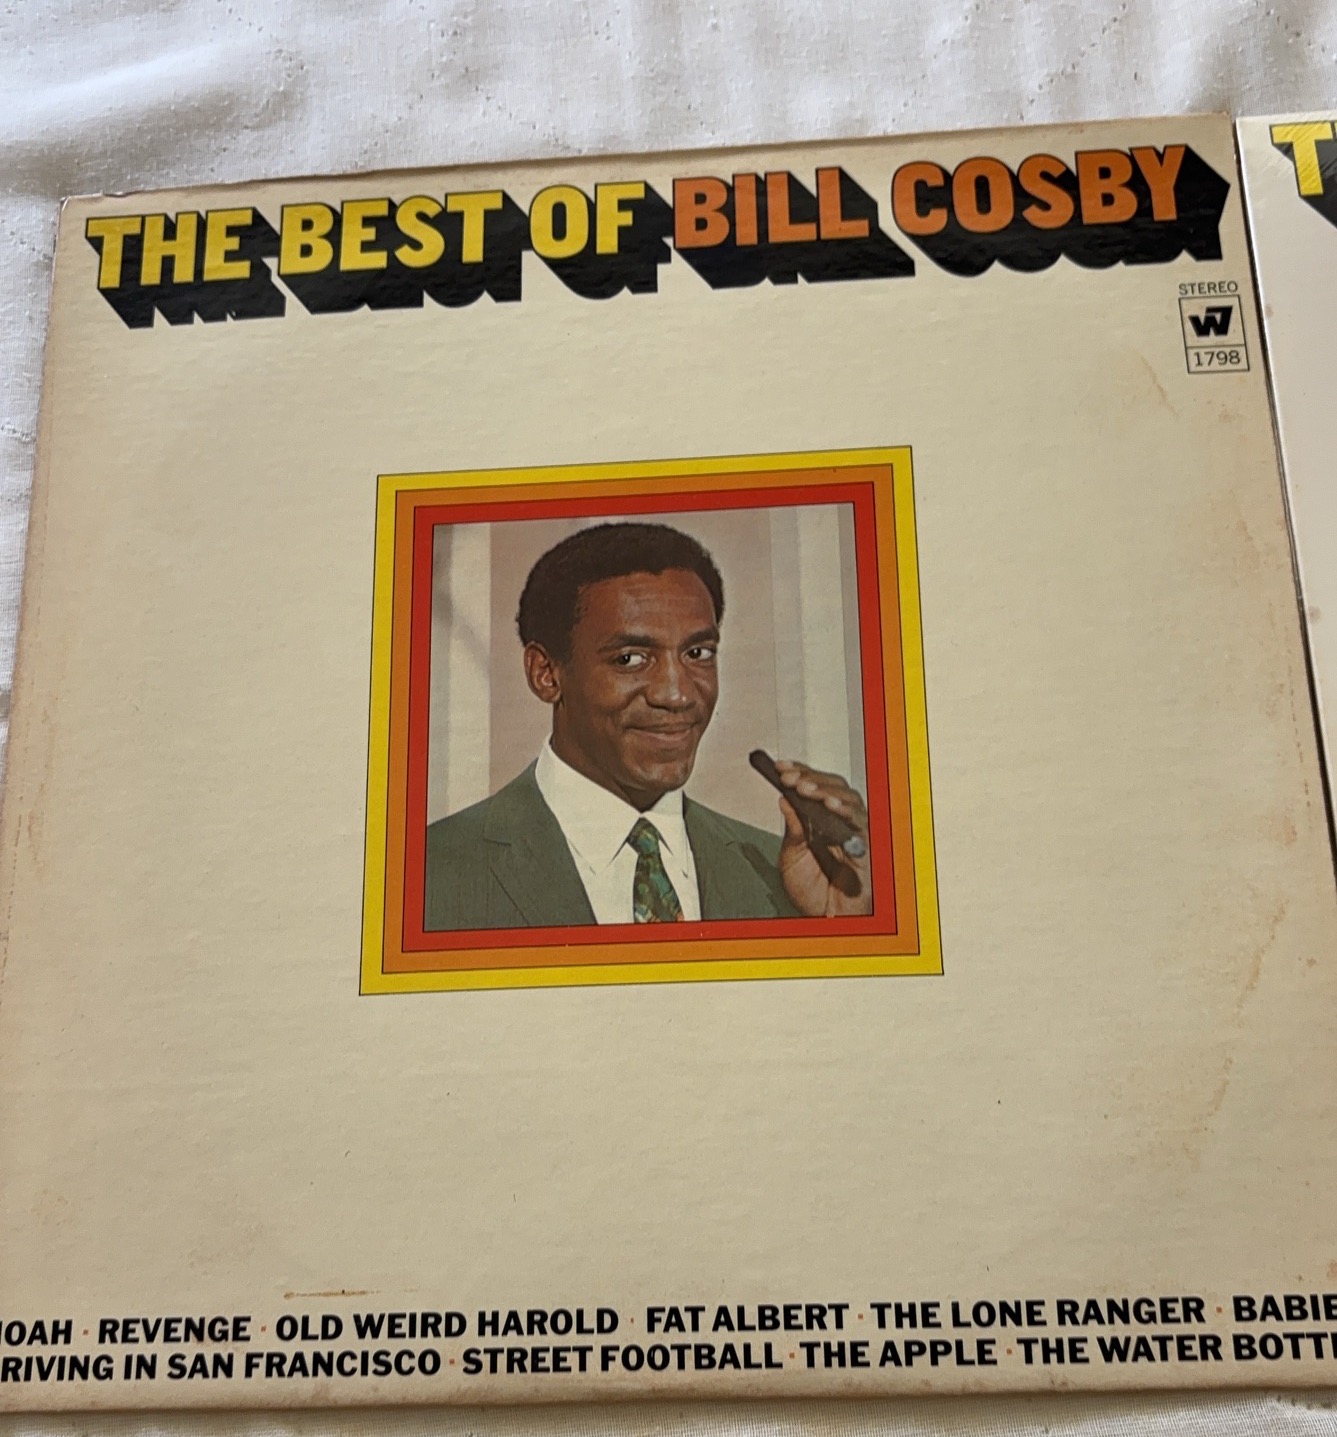 THE BEST OF BILL COSBY
STEREO
W7
1798
OAH · REVENGE · OLD WEIRD HAROLD · FAT ALBERT · THE LONE RANGER · BABIE
RIVING IN SAN FRANCISCO · STREET FOOTBALL · THE APPLE · THE WATER BOTT
T